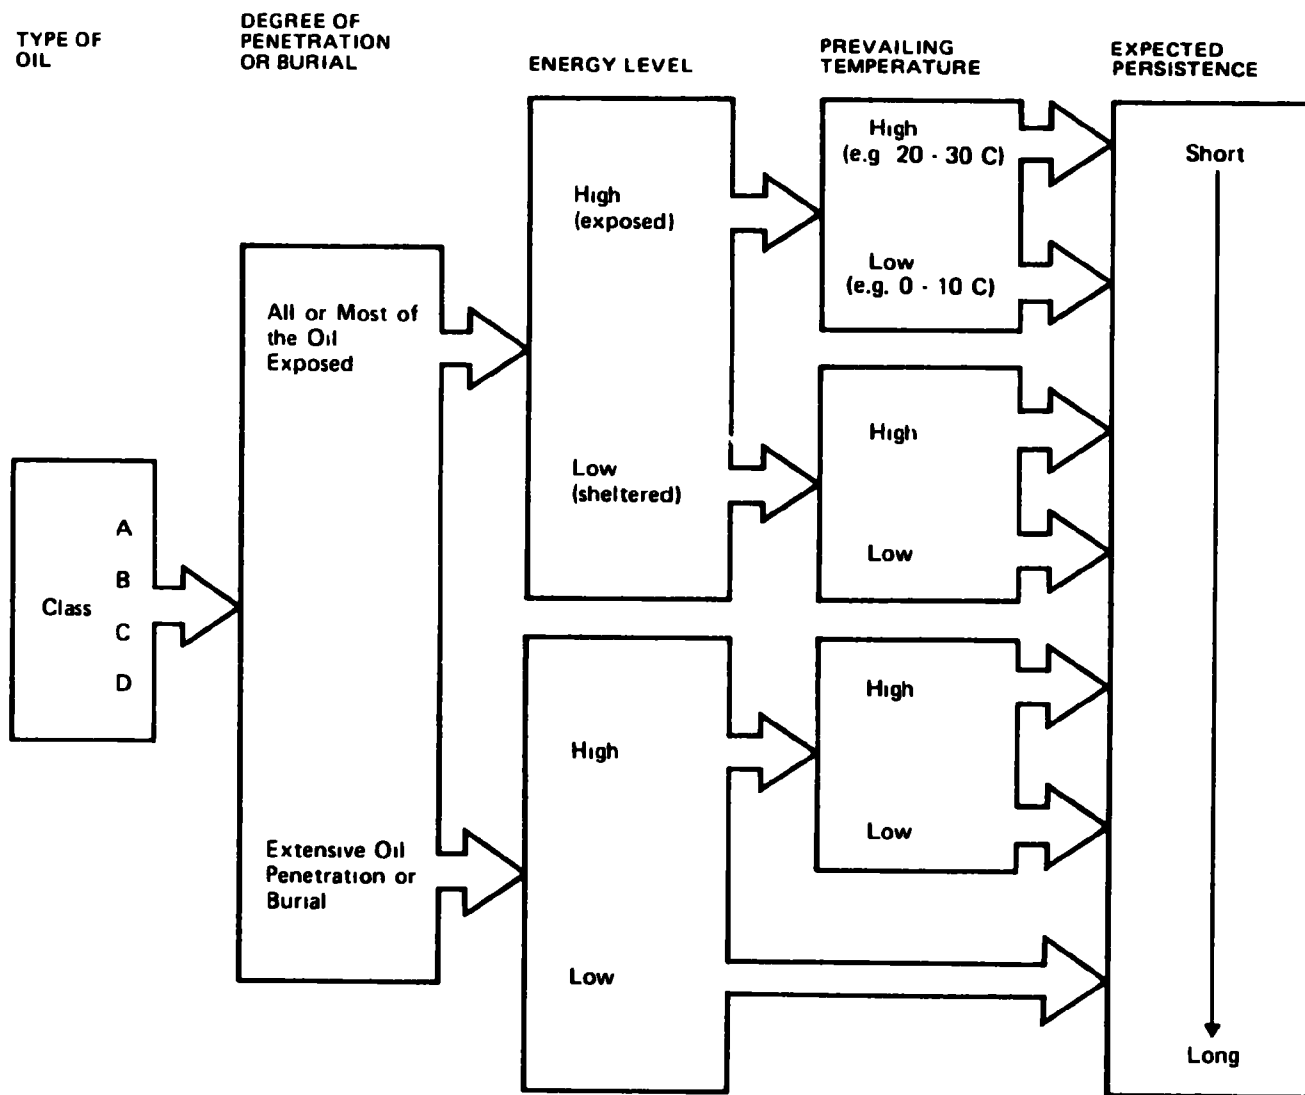 TYPE OF
OIL
DEGREE OF
PENETRATION
OR BURIAL
ENERGY LEVEL
PREVAILING
TEMPERATURE
EXPECTED
PERSISTENCE
Class
A
B
C
D
All or Most of
the Oil
Exposed
Extensive Oil
Penetration or
Burial
High
(exposed)
Low
(sheltered)
High
Low
High
(e.g 20 - 30 C)
Low
(e.g. 0 - 10 C)
High
Low
High
Low
Short
Long